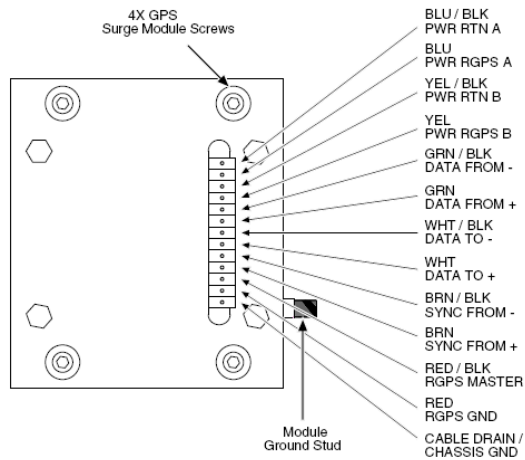 4X GPS
Surge Module Screws
BLU / BLK
PWR RTN A
BLU
PWR RGPS A
YEL / BLK
PWR RTN B
YEL
PWR RGPS B
GRN / BLK
DATA FROM -
GRN
DATA FROM +
WHT / BLK
DATA TO -
WHT
DATA TO +
BRN / BLK
SYNC FROM -
BRN
SYNC FROM +
RED / BLK
RGPS MASTER
RED
RGPS GND
CABLE DRAIN /
CHASSIS GND
Module
Ground Stud